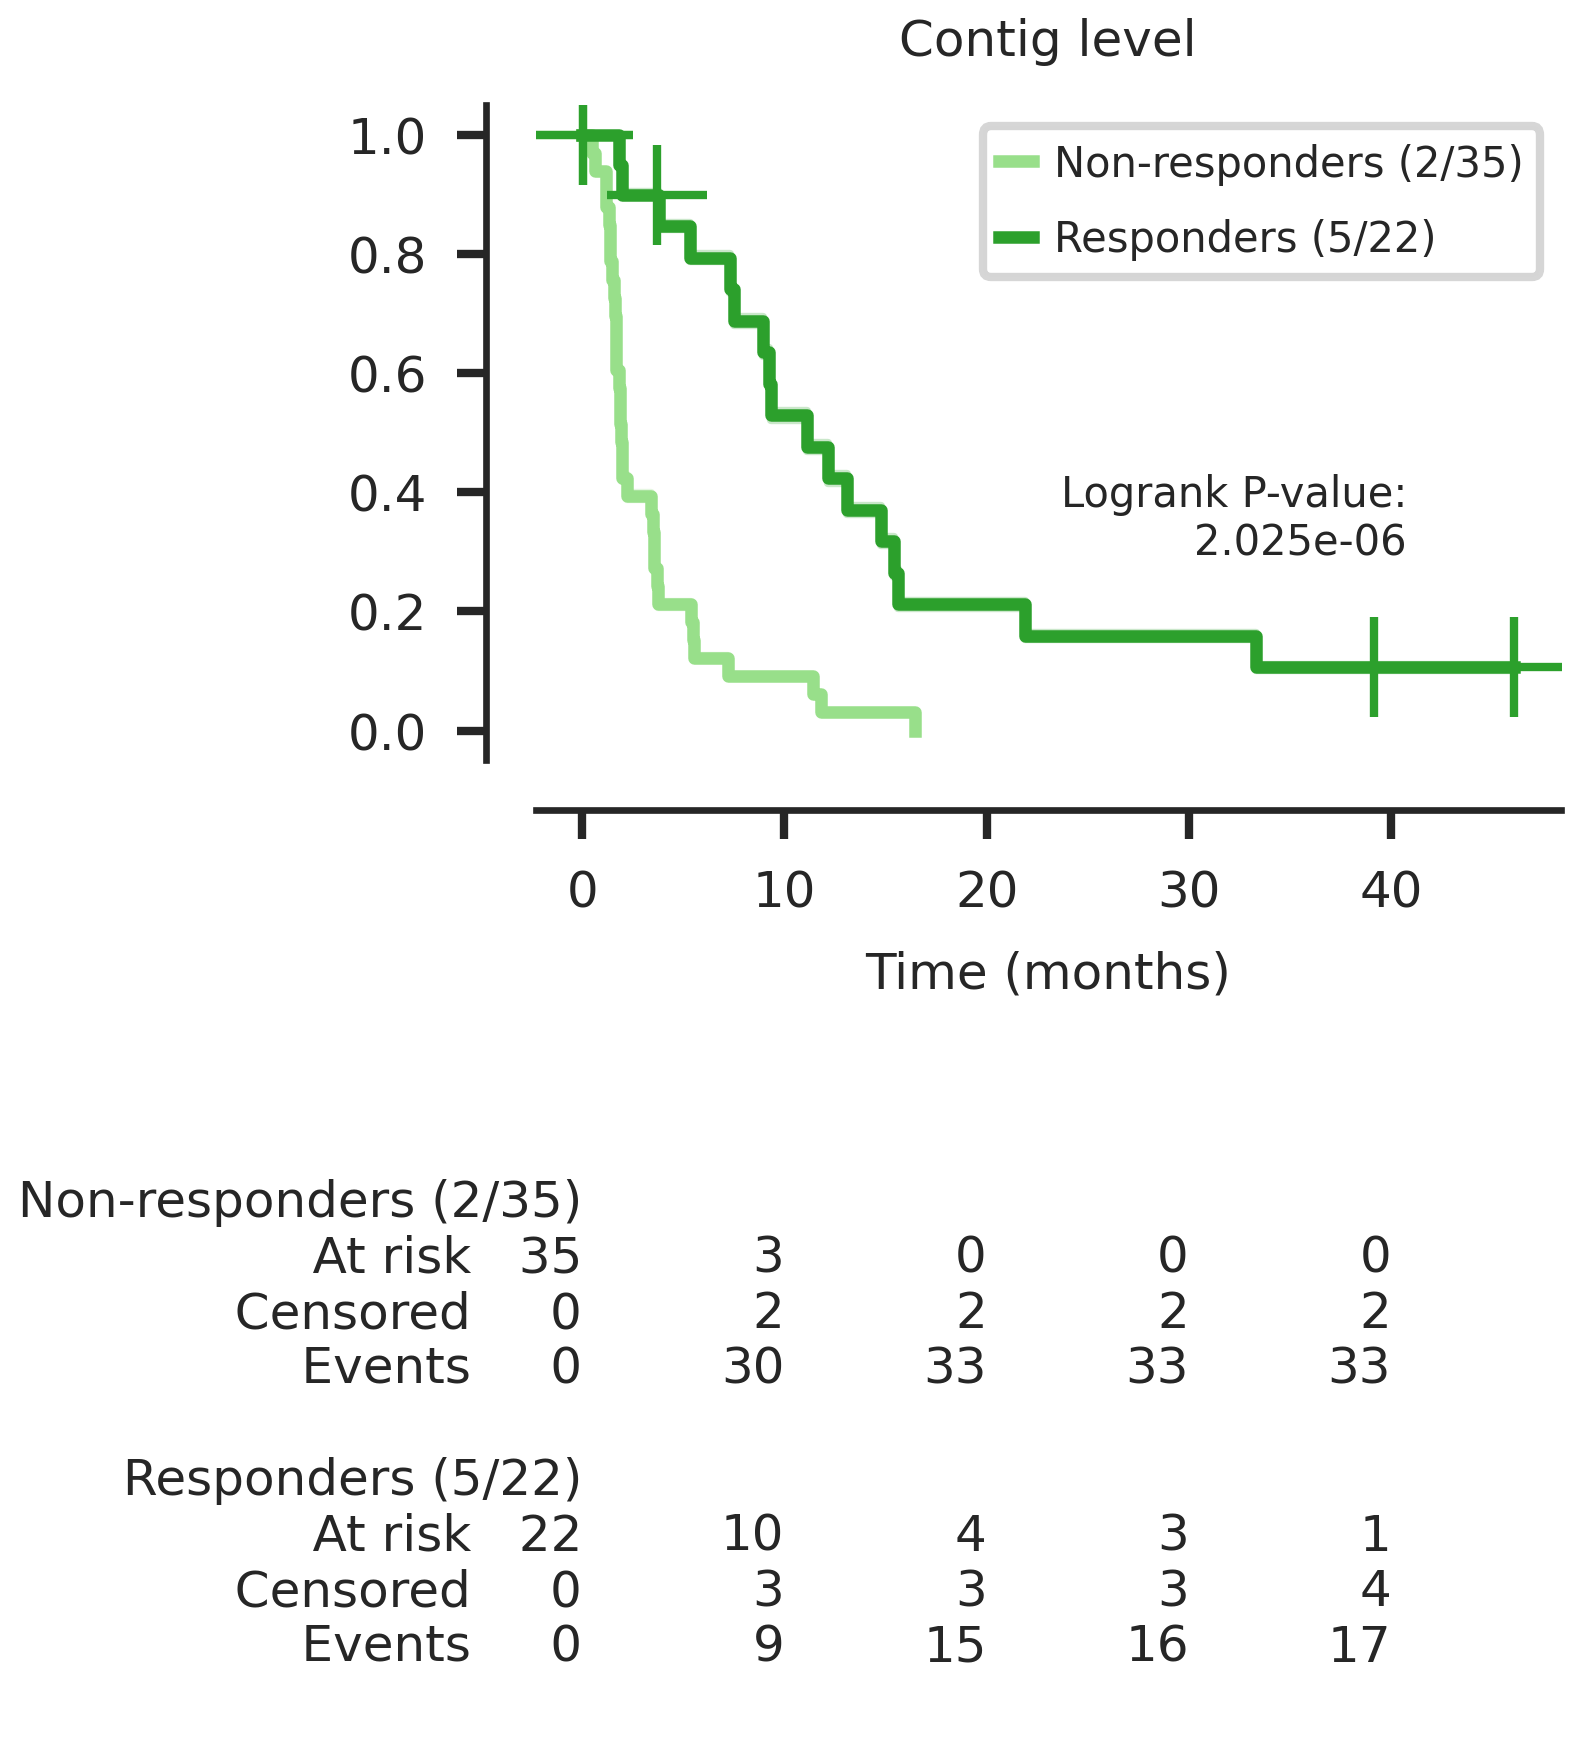 Contig level
1.0
0.8
0.6
0.4
0.2
0.0
Non-responders (2/35)
Responders (5/22)
Logrank P-value:
2.025e-06
0 10 20 30 40
Time (months)
Non-responders (2/35)
At risk 35 3 0 0 0
Censored 0 2 2 2 2
Events 0 30 33 33 33
Responders (5/22)
At risk 22 10 4 3 1
Censored 0 3 3 3 4
Events 0 9 15 16 17